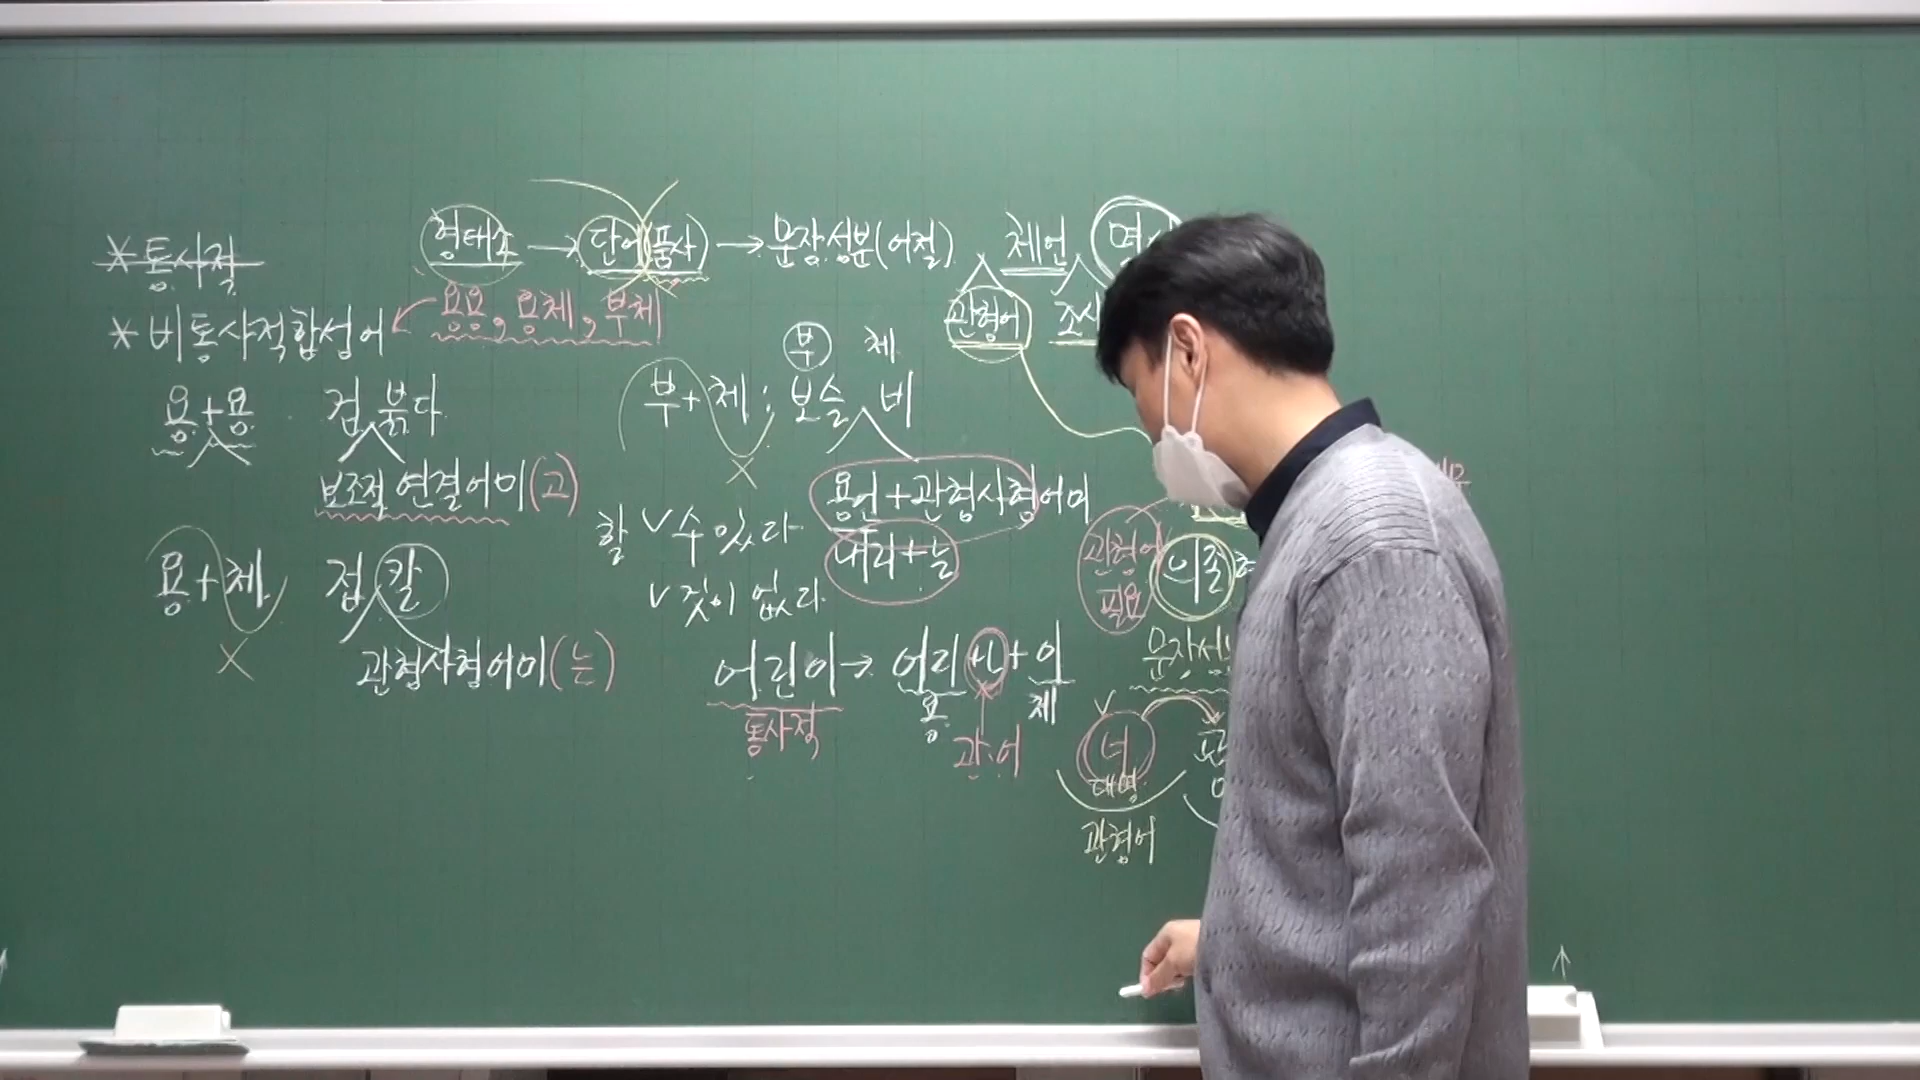 형태소 → 단어(품사) → 문장성분(어절) 체언
* 통사적
용용, 용체, 부체
관형어
* 비통사적합성어
부 체
부+체 : 보슬 비
용+용 검붉다
보조적 연결어미(고)
용언+관형사형어미
할 ∨ 수 있다
내리+는
관형어
필요
의존
용+체 접칼
∨ 것이 없다
관형사형어미(는)
어린이 → 어리+ㄴ+이
용 체
통사적
관·어
너
대명
관형어